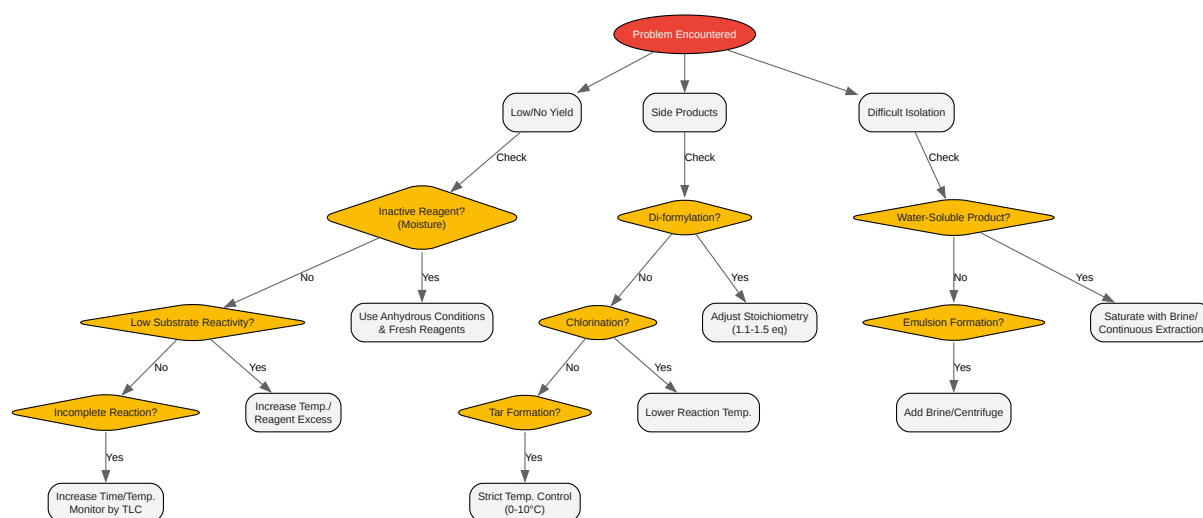 Problem Encountered
Low/No Yield
Side Products
Difficult Isolation
Check
Check
Check
Inactive Reagent?
(Moisture)
Di-formylation?
Water-Soluble Product?
No
Yes
No
Yes
No
Yes
Low Substrate Reactivity?
Use Anhydrous Conditions
& Fresh Reagents
Chlorination?
Adjust Stoichiometry
(1.1-1.5 eq)
Emulsion Formation?
Saturate with Brine/
Continuous Extraction
No
Yes
No
Yes
Yes
Incomplete Reaction?
Increase Temp./
Reagent Excess
Tar Formation?
Lower Reaction Temp.
Add Brine/Centrifuge
Yes
Yes
Increase Time/Temp.
Monitor by TLC
Strict Temp. Control
(0-10°C)